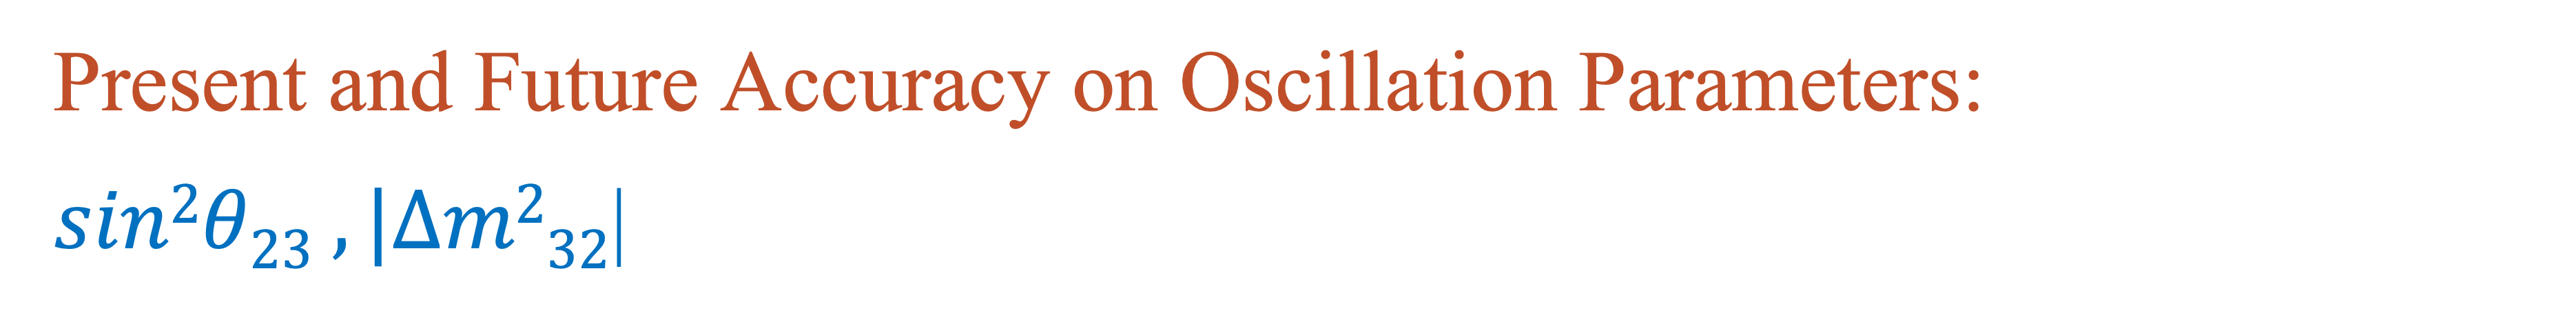 Present and Future Accuracy on Oscillation Parameters:
sin²θ₂₃ , |Δm²₃₂|